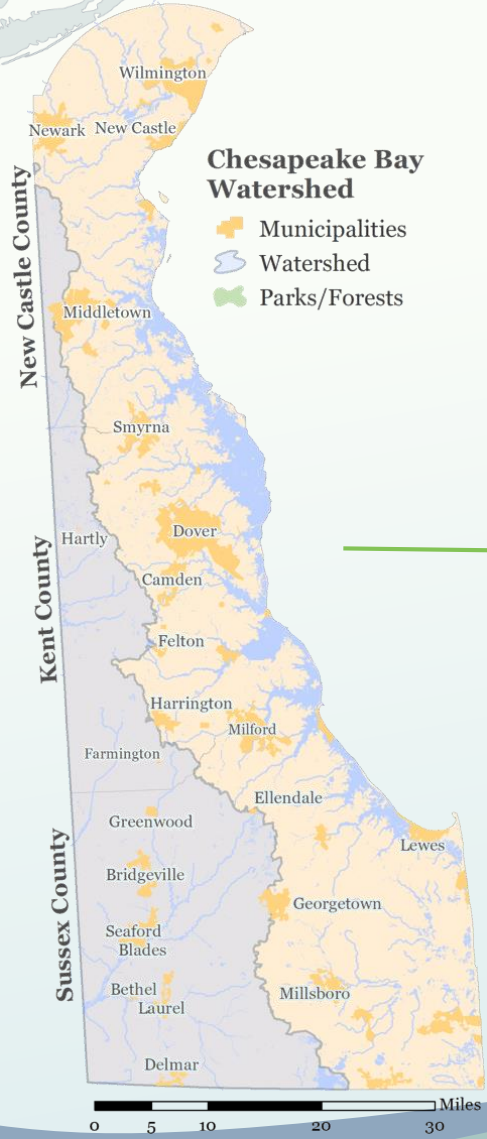 Wilmington
Newark
New Castle
Chesapeake Bay
Watershed
Municipalities
Watershed
Parks/Forests
New Castle County
Middletown
Smyrna
Dover
Hartly
Camden
Kent County
Felton
Harrington
Milford
Farmington
Ellendale
Greenwood
Lewes
Bridgeville
Sussex County
Georgetown
Seaford
Blades
Bethel
Millsboro
Laurel
Delmar
Miles
0 5 10 20 30